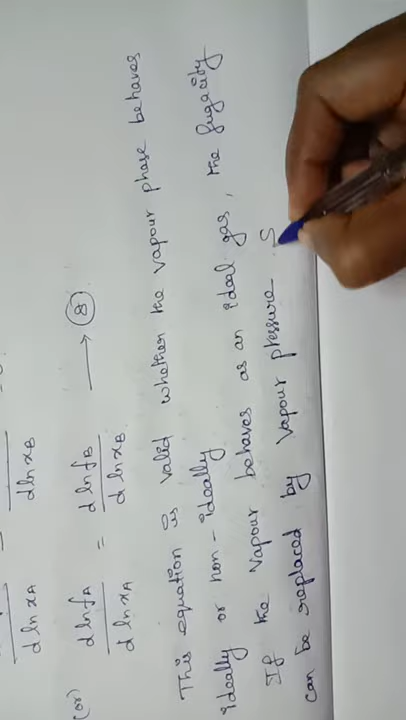 d ln xA   d ln xB
(or)
d ln fA / d ln xA = d ln fB / d ln xB → ⑧
This equation is valid whether the vapour phase behaves
ideally or non-ideally
If the vapour behaves as an ideal gas, the fugacity
can be replaced by vapour pressure S